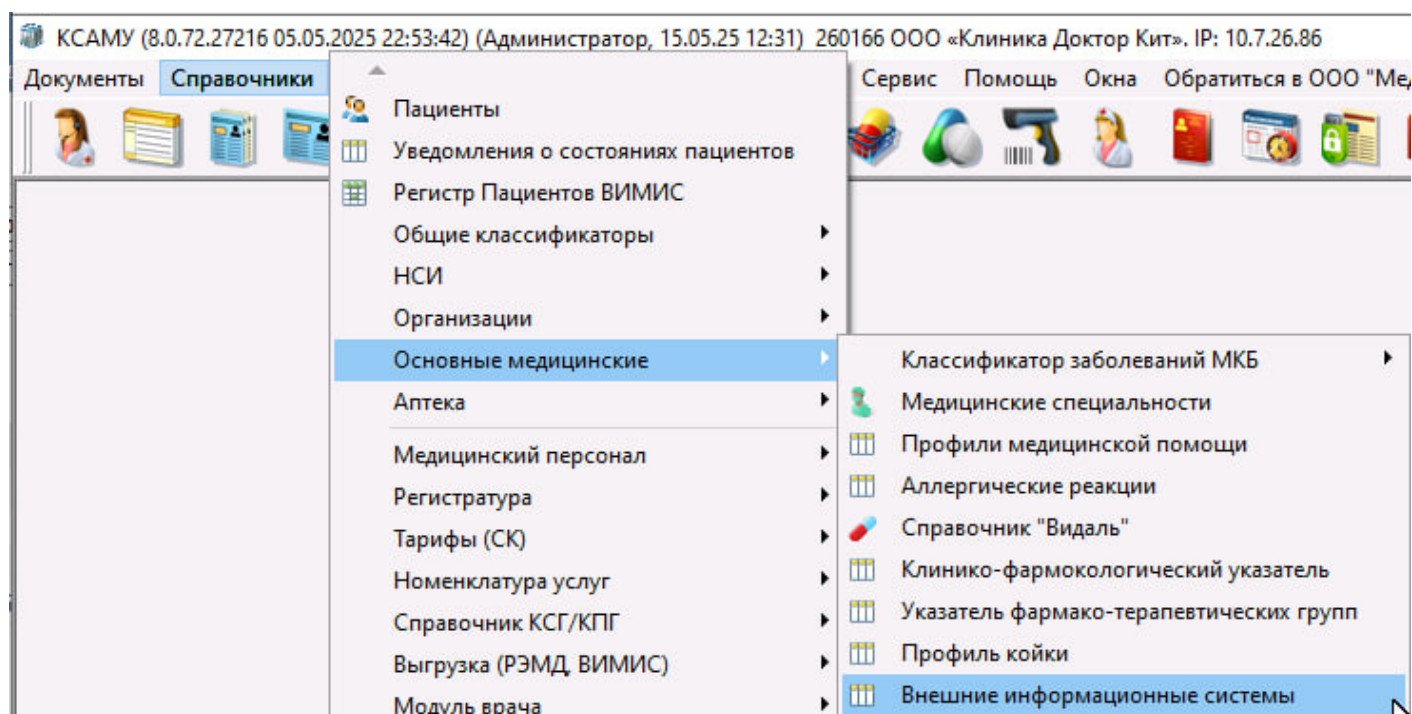 КСАМУ (8.0.72.27216 05.05.2025 22:53:42) (Администратор, 15.05.25 12:31) 260166 ООО «Клиника Доктор Кит». IP: 10.7.26.86
Документы Справочники Сервис Помощь Окна Обратиться в ООО "Мед
Пациенты
Уведомления о состояниях пациентов
Регистр Пациентов ВИМИС
Общие классификаторы
НСИ
Организации
Основные медицинские
Аптека
Медицинский персонал
Регистратура
Тарифы (СК)
Номенклатура услуг
Справочник КСГ/КПГ
Выгрузка (РЭМД, ВИМИС)
Модуль врача
Классификатор заболеваний МКБ
Медицинские специальности
Профили медицинской помощи
Аллергические реакции
Справочник "Видаль"
Клинико-фармокологический указатель
Указатель фармако-терапевтических групп
Профиль койки
Внешние информационные системы